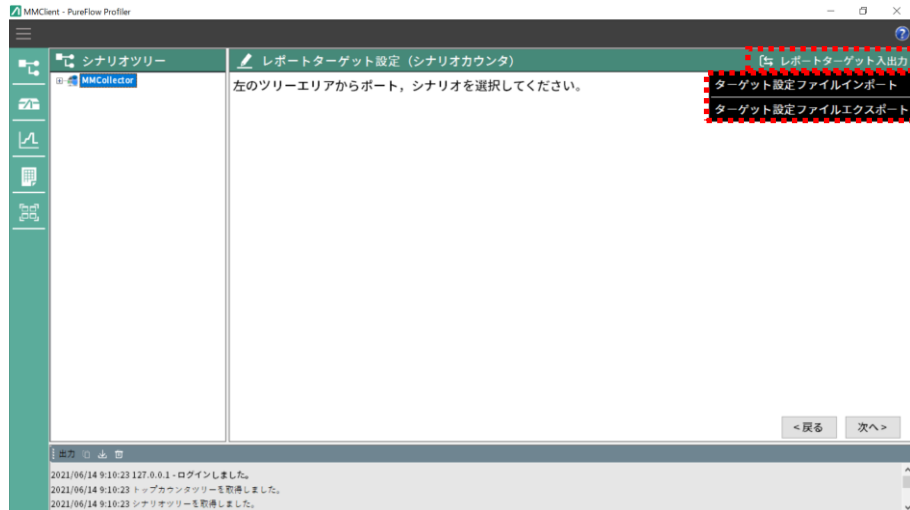 MMClient - PureFlow Profiler
シナリオツリー
レポートターゲット設定（シナリオカウンタ）
レポートターゲット入出力
MMCollector
左のツリーエリアからポート，シナリオを選択してください。
ターゲット設定ファイルインポート
ターゲット設定ファイルエクスポート
<戻る
次へ>
出力
2021/06/14 9:10:23 127.0.0.1 - ログインしました。
2021/06/14 9:10:23 トップカウンタツリーを取得しました。
2021/06/14 9:10:23 シナリオツリーを取得しました。